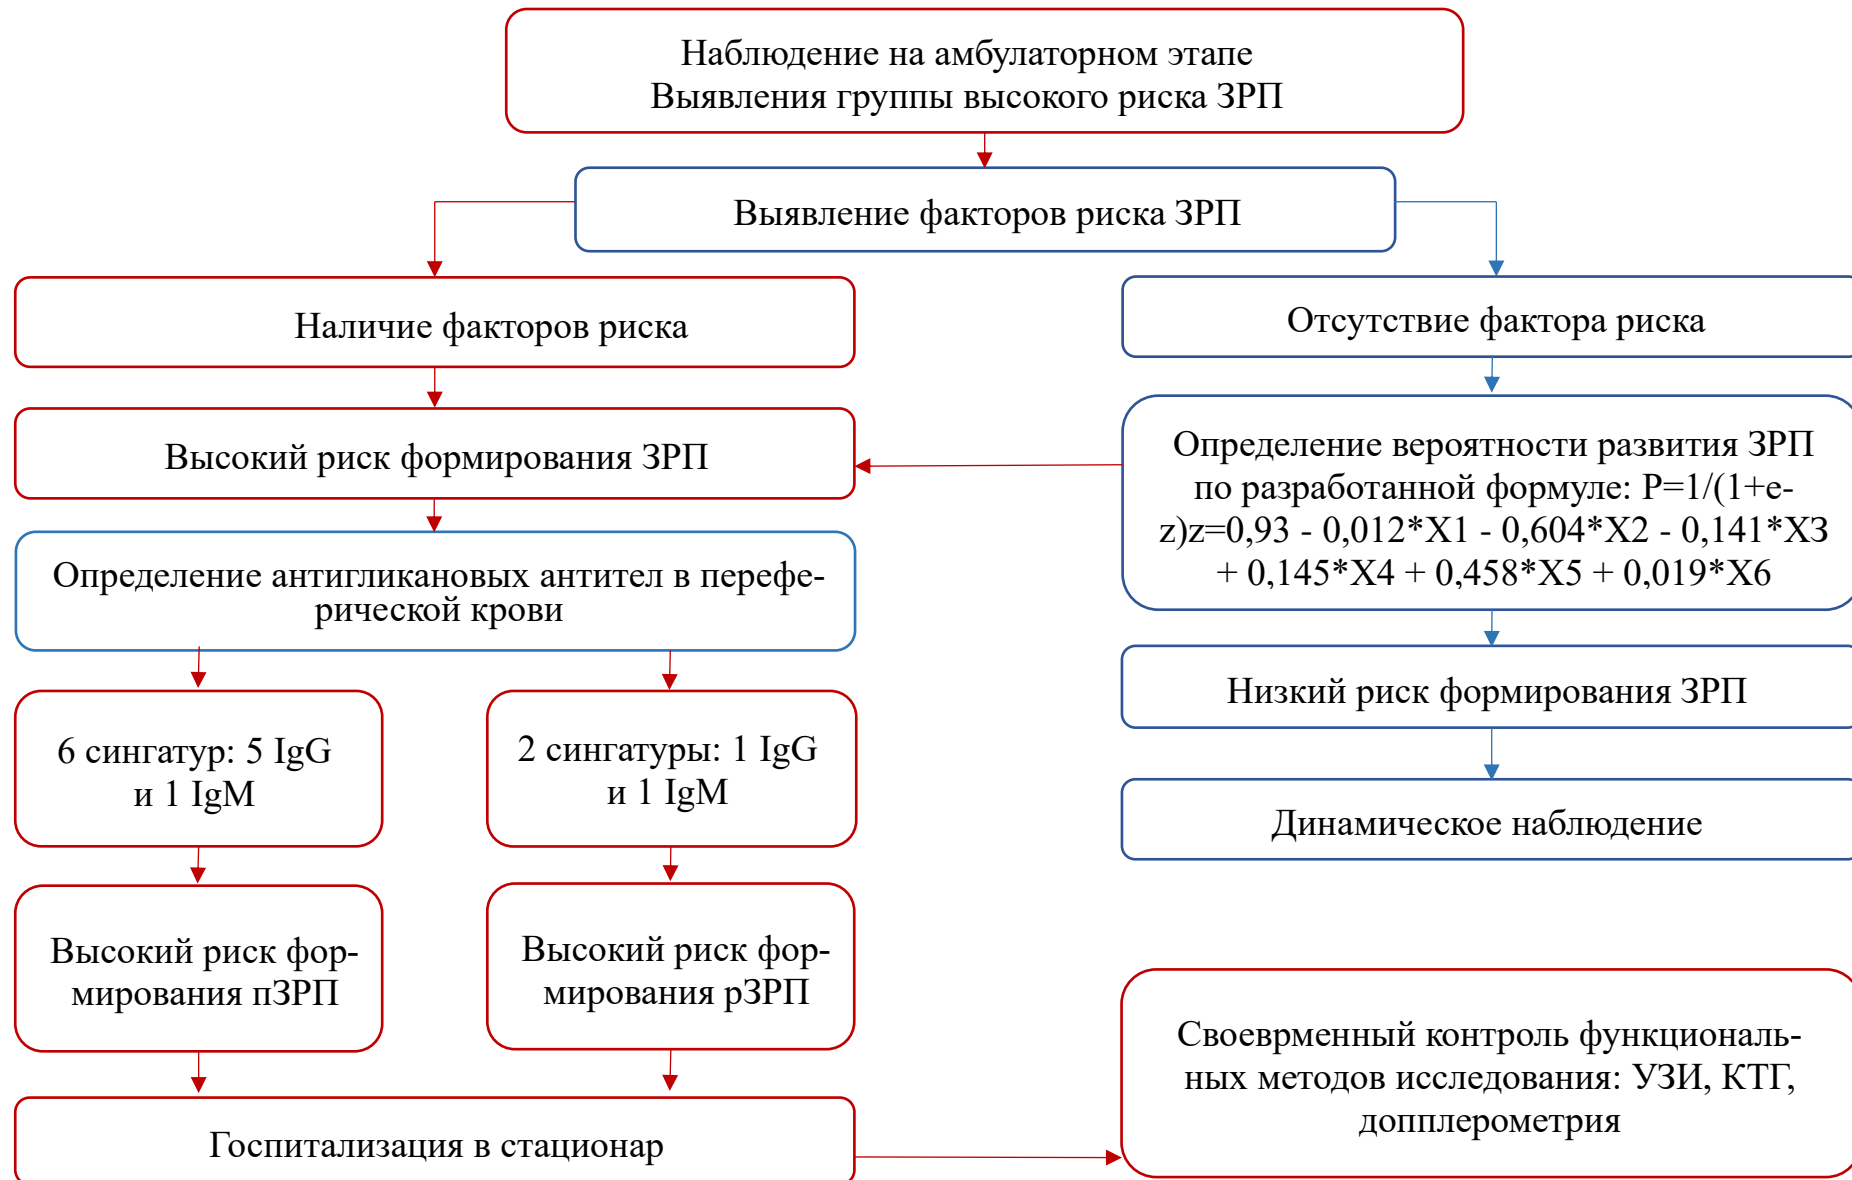 Наблюдение на амбулаторном этапе
Выявления группы высокого риска ЗРП
Выявление факторов риска ЗРП
Наличие факторов риска
Отсутствие фактора риска
Высокий риск формирования ЗРП
Определение вероятности развития ЗРП
по разработанной формуле: P=1/(1+e-
z)z=0,93 - 0,012*X1 - 0,604*X2 - 0,141*X3
+ 0,145*X4 + 0,458*X5 + 0,019*X6
Определение антигликановых антител в перефе-
рической крови
Низкий риск формирования ЗРП
6 сингатур: 5 IgG
и 1 IgM
2 сингатуры: 1 IgG
и 1 IgM
Динамическое наблюдение
Высокий риск фор-
мирования пЗРП
Высокий риск фор-
мирования рЗРП
Своеврменный контроль функциональ-
ных методов исследования: УЗИ, КТГ,
допплерометрия
Госпитализация в стационар